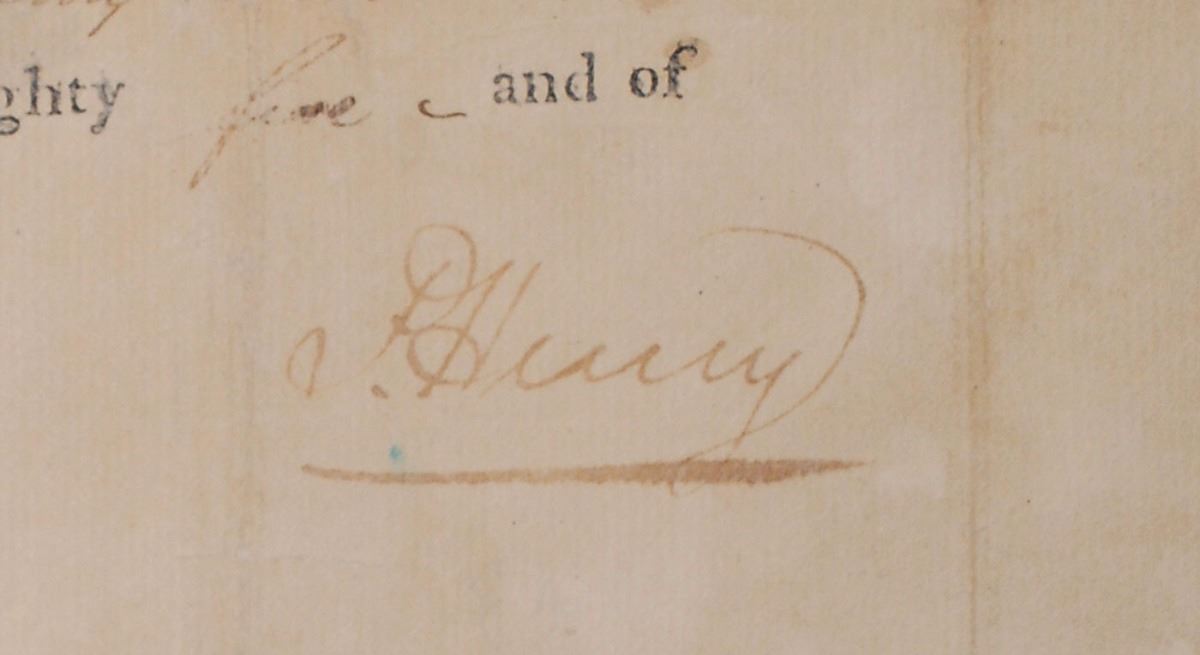 ghty five and of
P. Henry